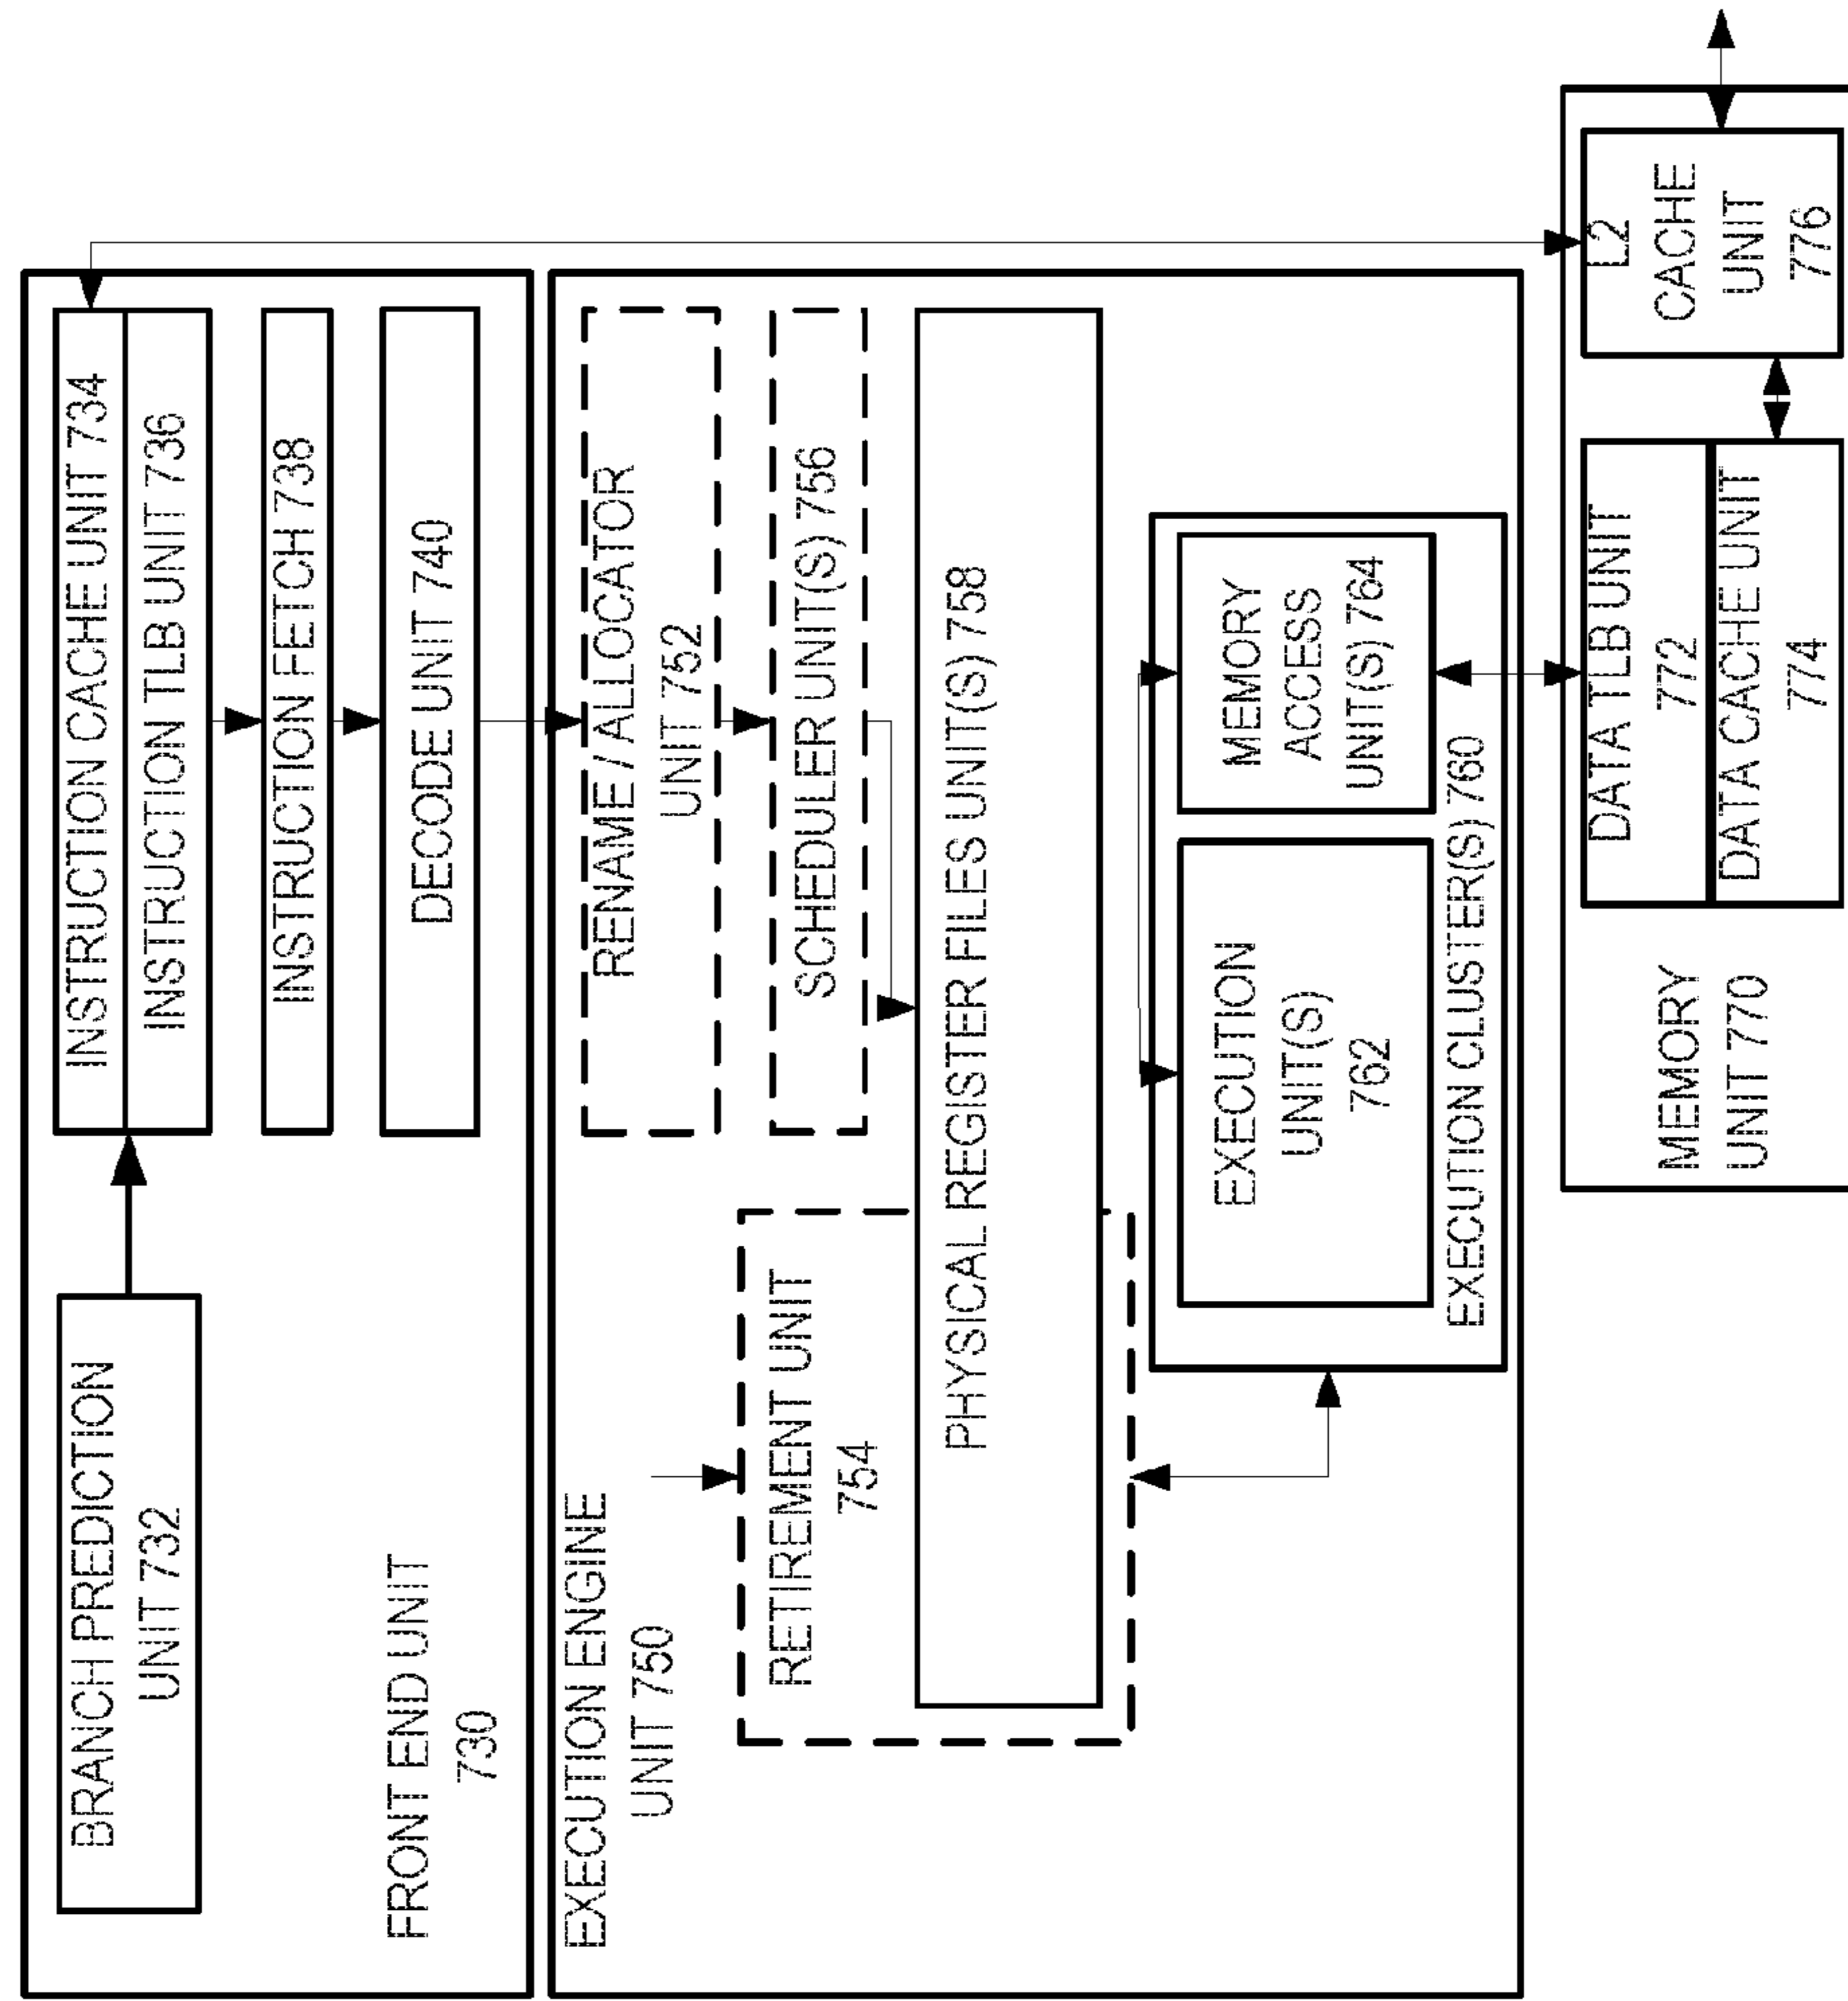 BRANCH PREDICTION
UNIT 732
INSTRUCTION CACHE UNIT 734
INSTRUCTION TLB UNIT 736
INSTRUCTION FETCH 738
DECODE UNIT 740
FRONT END UNIT
730
EXECUTION ENGINE
UNIT 750
RENAME / ALLOCATOR
UNIT 752
RETIREMENT UNIT
754
SCHEDULER UNIT(S) 756
PHYSICAL REGISTER FILES UNIT(S) 758
EXECUTION
UNIT(S)
762
MEMORY
ACCESS
UNIT(S) 764
EXECUTION CLUSTER(S) 760
MEMORY
UNIT 770
DATA TLB UNIT
772
DATA CACHE UNIT
774
L2
CACHE
UNIT
776